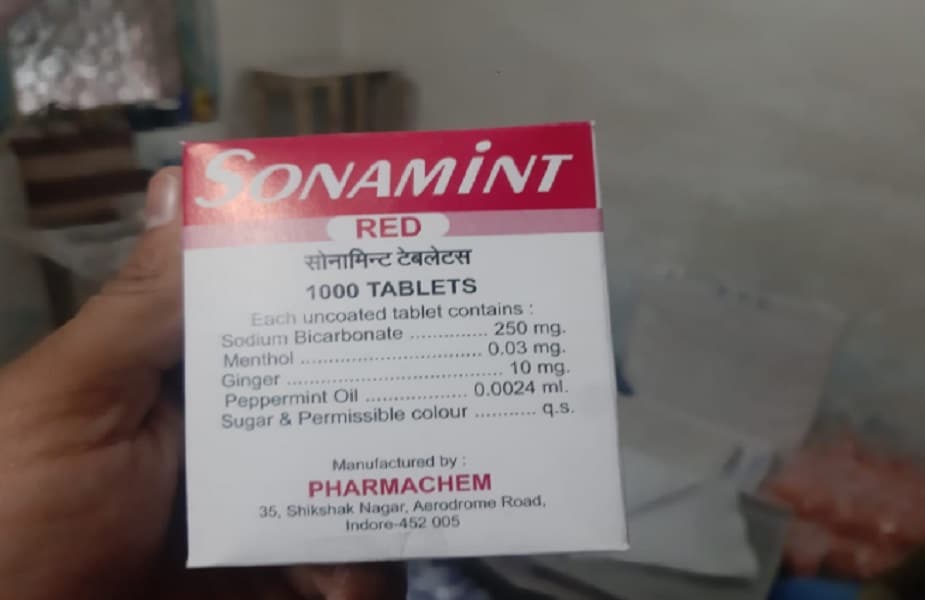 SONAMINT
RED
सोनामिन्ट टेबलेटस
1000 TABLETS
Each uncoated tablet contains :
Sodium Bicarbonate ............. 250 mg.
Menthol ............................... 0.03 mg.
Ginger ..................................... 10 mg.
Peppermint Oil .................. 0.0024 ml.
Sugar & Permissible colour ........... q.s.
Manufactured by :
PHARMACHEM
35, Shikshak Nagar, Aerodrome Road,
Indore-452 005